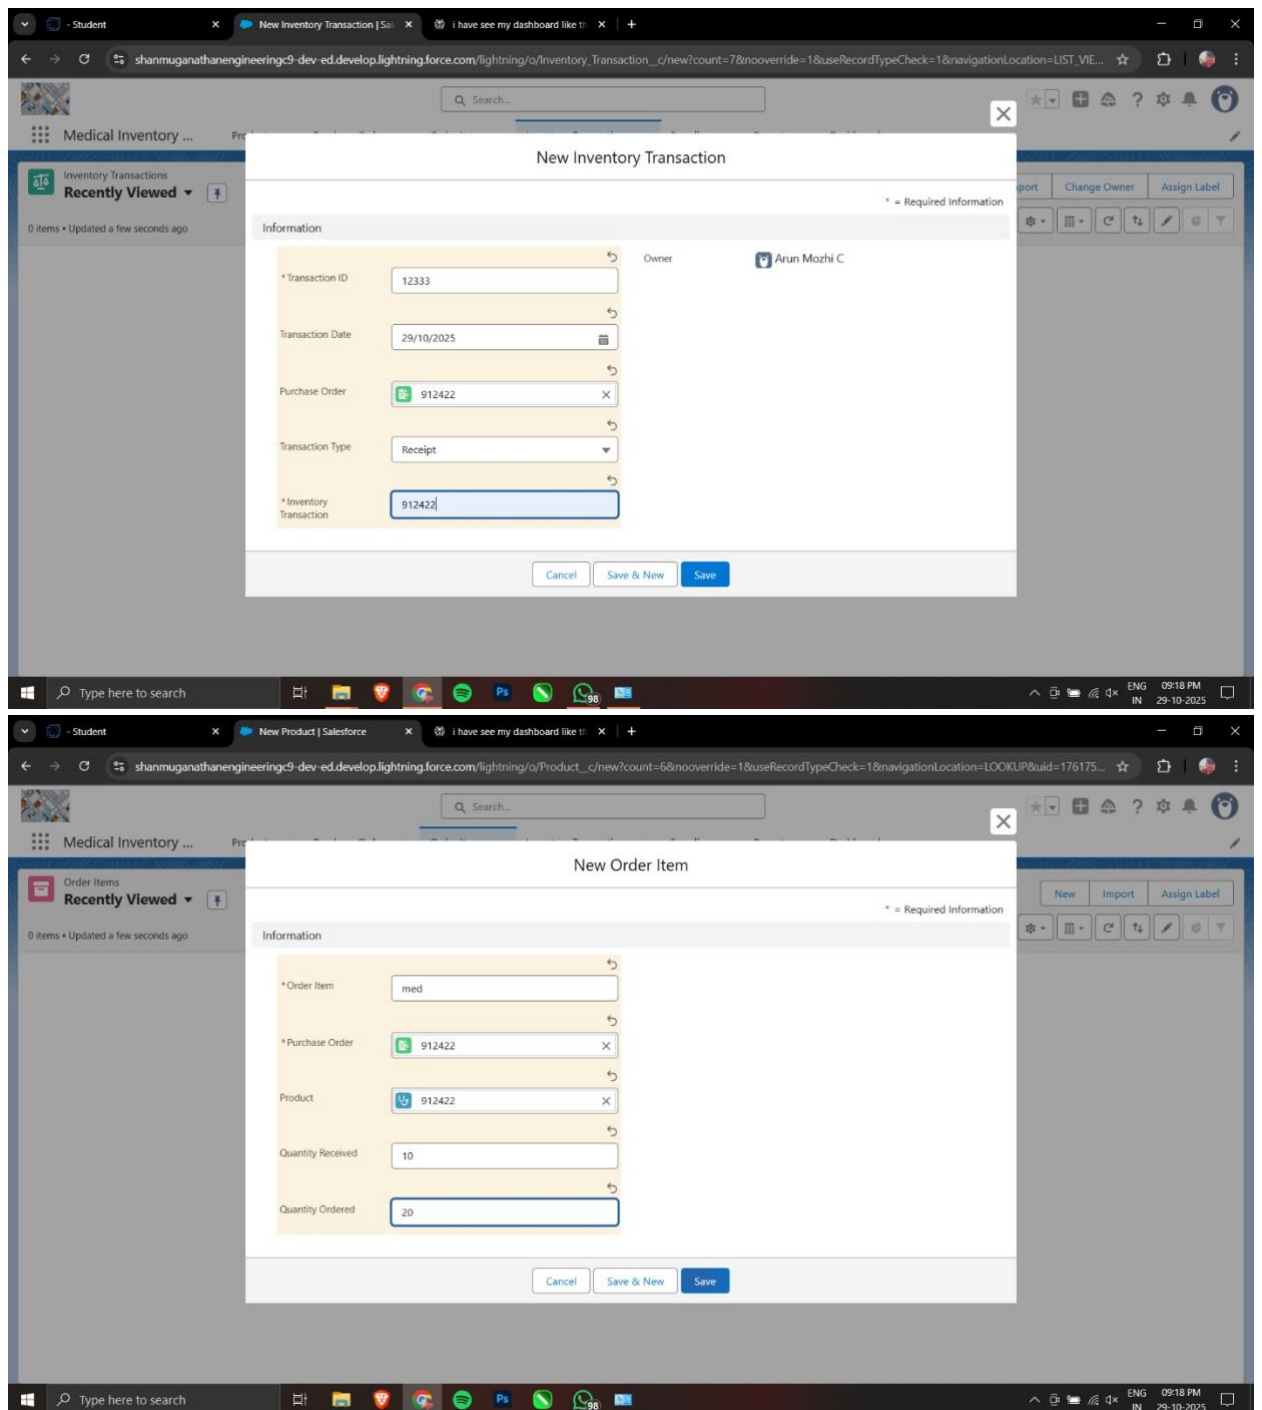 - Student
New Inventory Transaction | Sal
i have see my dashboard like th
shanmuganathanengineeringc9-dev-ed.develop.lightning.force.com/lightning/o/Inventory_Transaction__c/new?count=7&nooverride=1&useRecordTypeCheck=1&navigationLocation=LIST_VIE...
Search...
Medical Inventory ...
New Inventory Transaction
Inventory Transactions
Recently Viewed
port
Change Owner
Assign Label
* = Required Information
0 items • Updated a few seconds ago
Information
Owner
Arun Mozhi C
*Transaction ID
12333
Transaction Date
29/10/2025
Purchase Order
912422
Transaction Type
Receipt
*Inventory
Transaction
912422
Cancel
Save & New
Save
Type here to search
Ps
98
ENG
IN
09:18 PM
29-10-2025
- Student
New Product | Salesforce
i have see my dashboard like th
shanmuganathanengineeringc9-dev-ed.develop.lightning.force.com/lightning/o/Product__c/new?count=6&nooverride=1&useRecordTypeCheck=1&navigationLocation=LOOKUP&uid=176175...
Search...
Medical Inventory ...
New Order Item
Order Items
Recently Viewed
New
Import
Assign Label
* = Required Information
0 items • Updated a few seconds ago
Information
*Order Item
med
*Purchase Order
912422
Product
912422
Quantity Received
10
Quantity Ordered
20
Cancel
Save & New
Save
Type here to search
Ps
98
ENG
IN
09:18 PM
29-10-2025